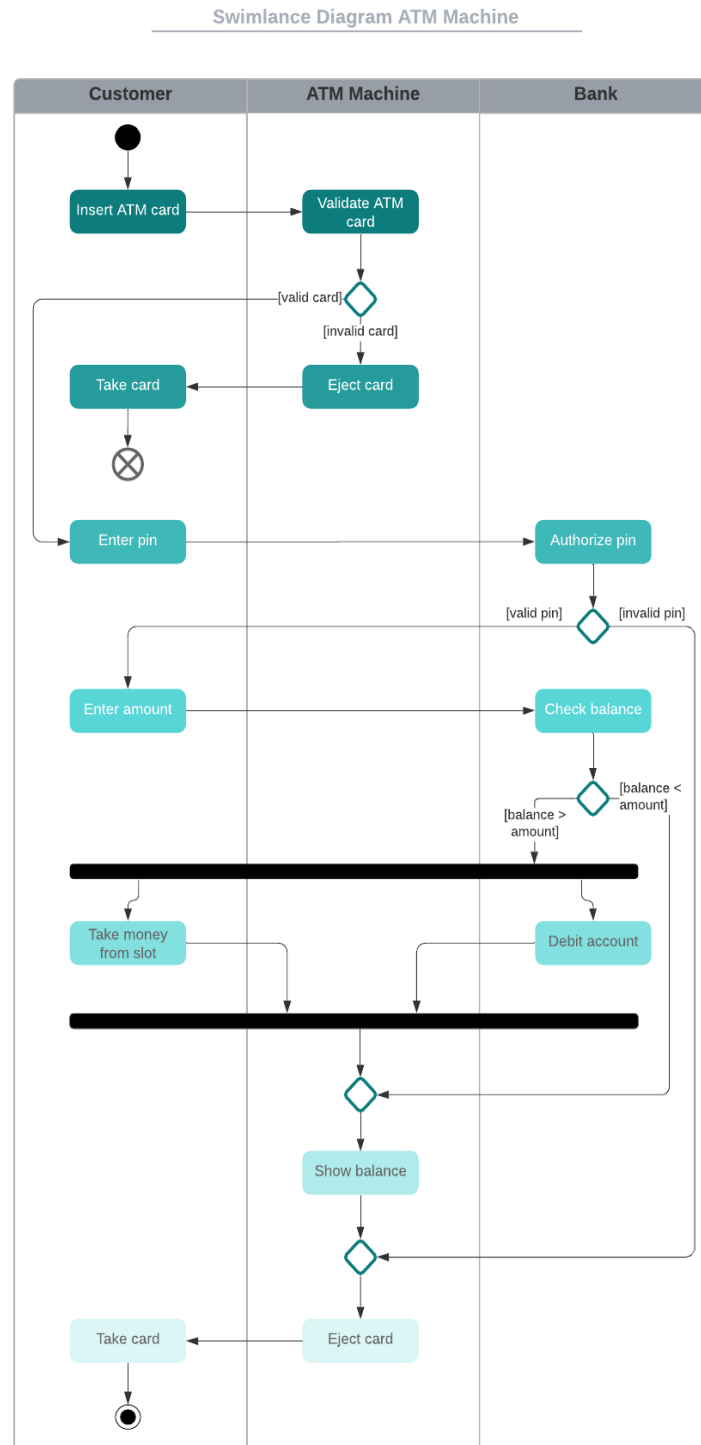 Swimlance Diagram ATM Machine
Customer
ATM Machine
Bank
Insert ATM card
Validate ATM
card
[valid card]
[invalid card]
Take card
Eject card
Enter pin
Authorize pin
[valid pin]
[invalid pin]
Enter amount
Check balance
[balance <
amount]
[balance >
amount]
Take money
from slot
Debit account
Show balance
Take card
Eject card